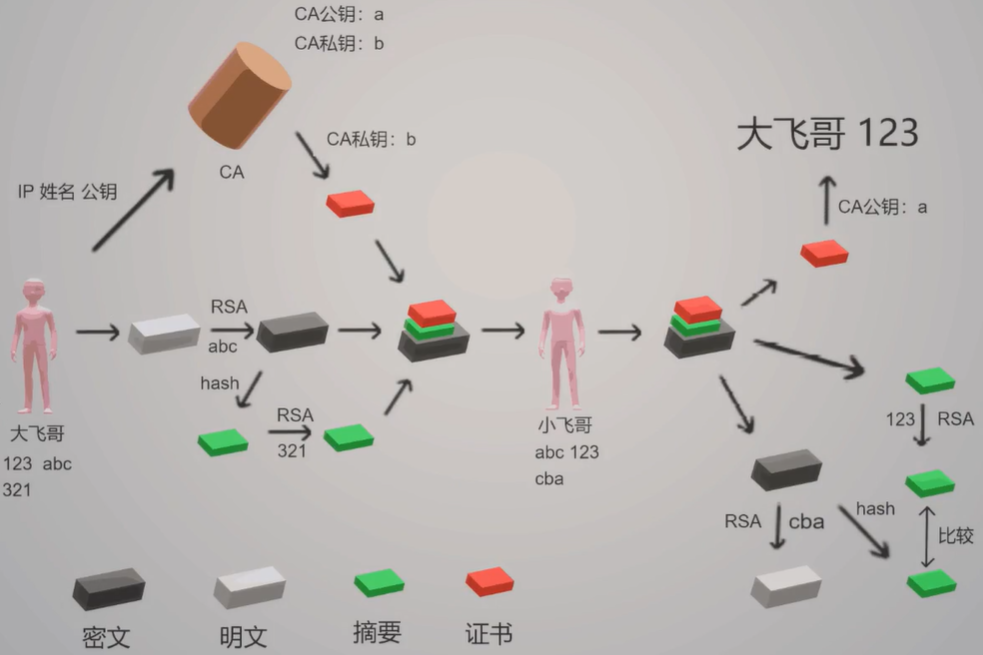 CA公钥：a
CA私钥：b
CA私钥：b
CA
IP 姓名 公钥
大飞哥 123
CA公钥：a
RSA
abc
hash
RSA
321
大飞哥
123 abc
321
小飞哥
abc 123
cba
123 RSA
RSA cba
hash
比较
密文
明文
摘要
证书